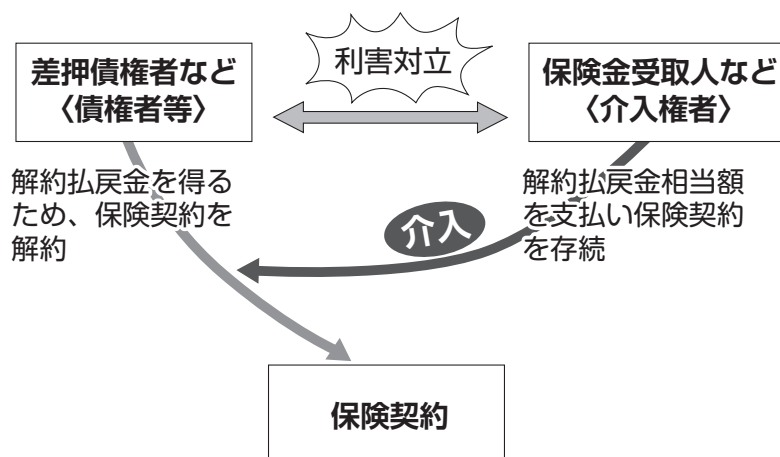 利害対立
差押債権者など
〈債権者等〉
保険金受取人など
〈介入権者〉
解約払戻金を得る
ため、保険契約を
解約
解約払戻金相当額
を支払い保険契約
を存続
介入
保険契約